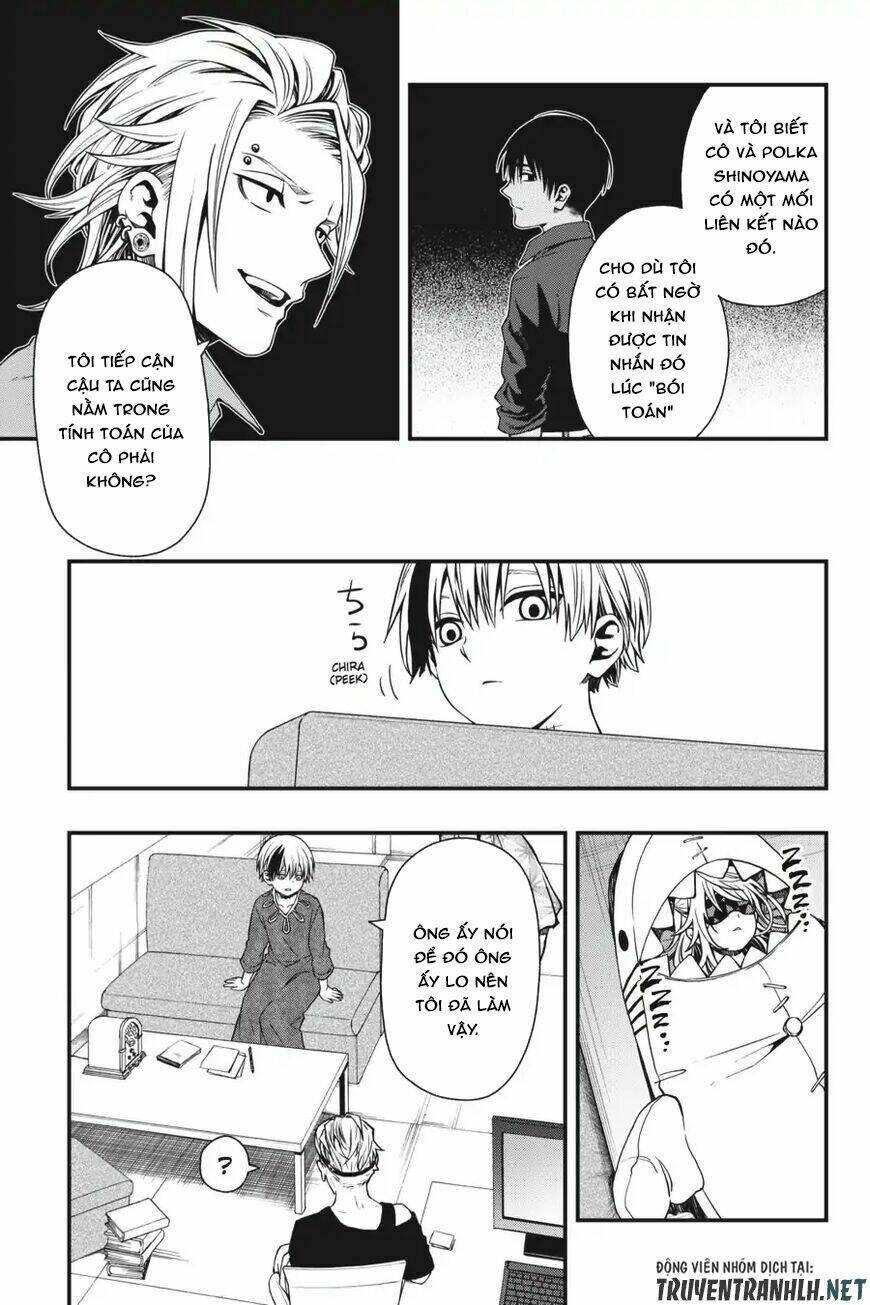 VÀ TÔI BIẾT
CÔ VÀ POLKA
SHINOYAMA
CÓ MỘT MỐI
LIÊN KẾT NÀO
ĐÓ.
CHO DÙ TÔI
CÓ BẤT NGỜ
KHI NHẬN
ĐƯỢC TIN
NHẮN ĐÓ
LÚC "BÓI
TOÁN"
TÔI TIẾP CẬN
CẬU TA CŨNG
NẰM TRONG
TÍNH TOÁN CỦA
CÔ PHẢI
KHÔNG?
ちら
CHIRA
(PEEK)
NNN...
NNN...
ÔNG ẤY NÓI
ĐỂ ĐÓ ÔNG
ẤY LO NÊN
TÔI ĐÃ LÀM
VẬY.
?
ĐỘNG VIÊN NHÓM DỊCH TẠI:
TRUYENTRANHLH.NET